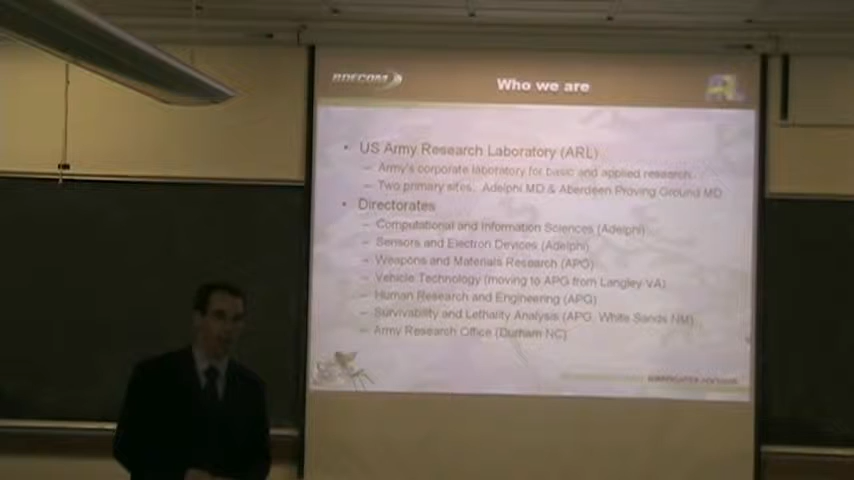 RDECOM
Who we are
• US Army Research Laboratory (ARL)
– Army's corporate laboratory for basic and applied research
– Two primary sites: Adelphi MD & Aberdeen Proving Ground MD
• Directorates
– Computational and Information Sciences (Adelphi)
– Sensors and Electron Devices (Adelphi)
– Weapons and Materials Research (APG)
– Vehicle Technology (moving to APG from Langley VA)
– Human Research and Engineering (APG)
– Survivability and Lethality Analysis (APG, White Sands NM)
– Army Research Office (Durham NC)